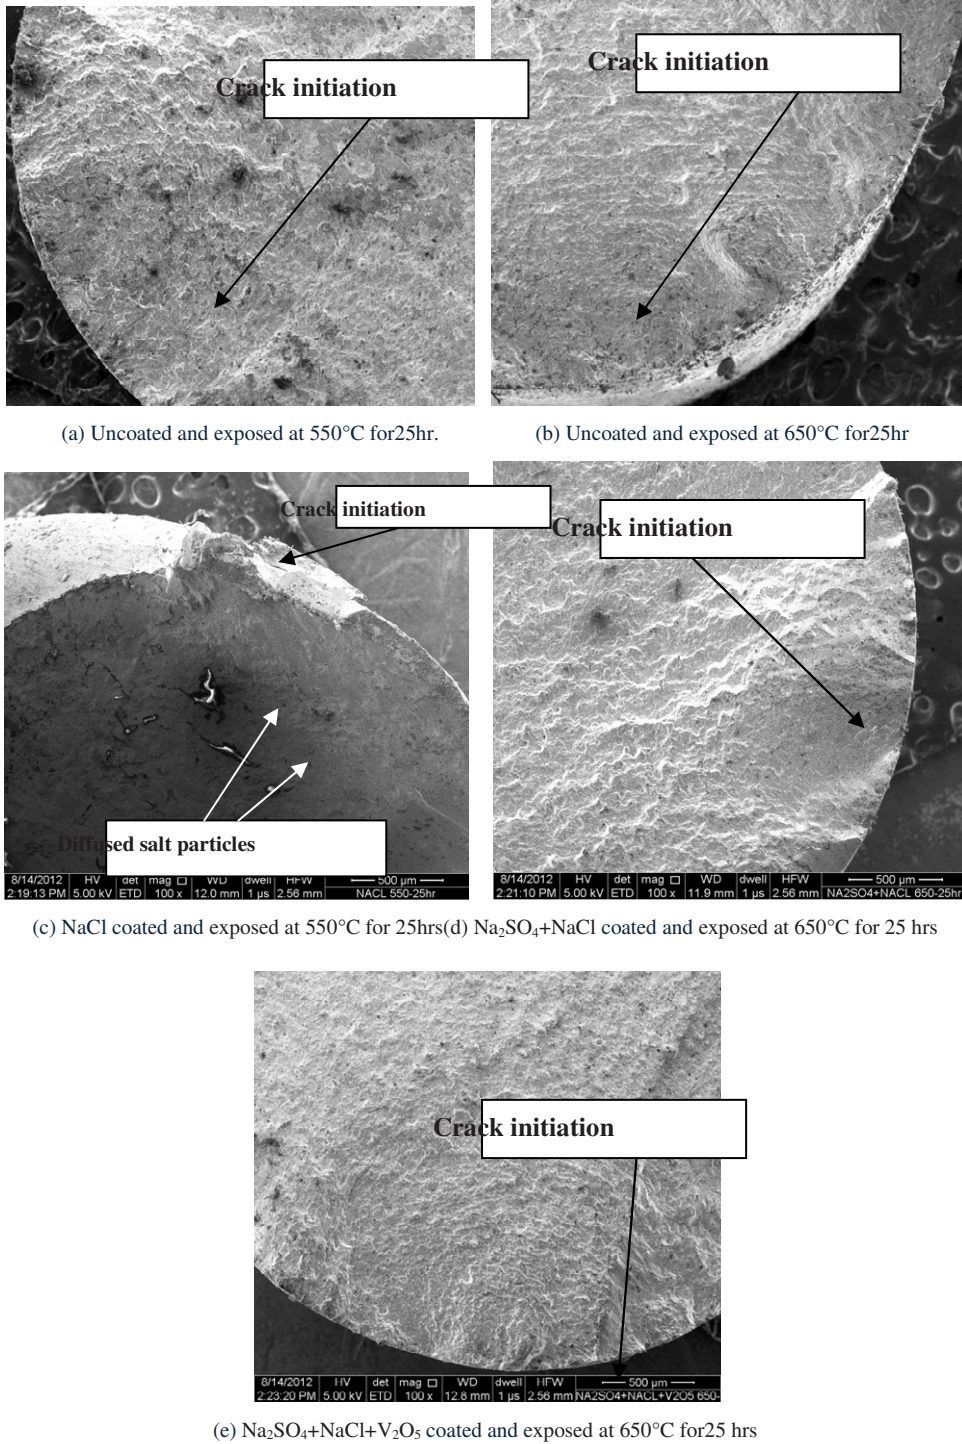 Crack initiation
Crack initiation
(a) Uncoated and exposed at 550°C for25hr.
(b) Uncoated and exposed at 650°C for25hr
Crack initiation
Crack initiation
Diffused salt particles
8/14/2012 HV det mag □ WD dwell HFW 500 µm
2:19:13 PM 5.00 kV ETD 100 x 12.0 mm 1 µs 2.56 mm NACL 550-25hr
8/14/2012 HV det mag □ WD dwell HFW 500 µm
2:21:10 PM 5.00 kV ETD 100 x 11.9 mm 1 µs 2.56 mm NA2SO4+NACL 650-25hr
(c) NaCl coated and exposed at 550°C for 25hrs(d) Na₂SO₄+NaCl coated and exposed at 650°C for 25 hrs
Crack initiation
8/14/2012 HV det mag □ WD dwell HFW 500 µm
2:23:20 PM 5.00 kV ETD 100 x 12.8 mm 1 µs 2.56 mm NA2SO4+NACL+V2O5 650-
(e) Na₂SO₄+NaCl+V₂O₅ coated and exposed at 650°C for25 hrs